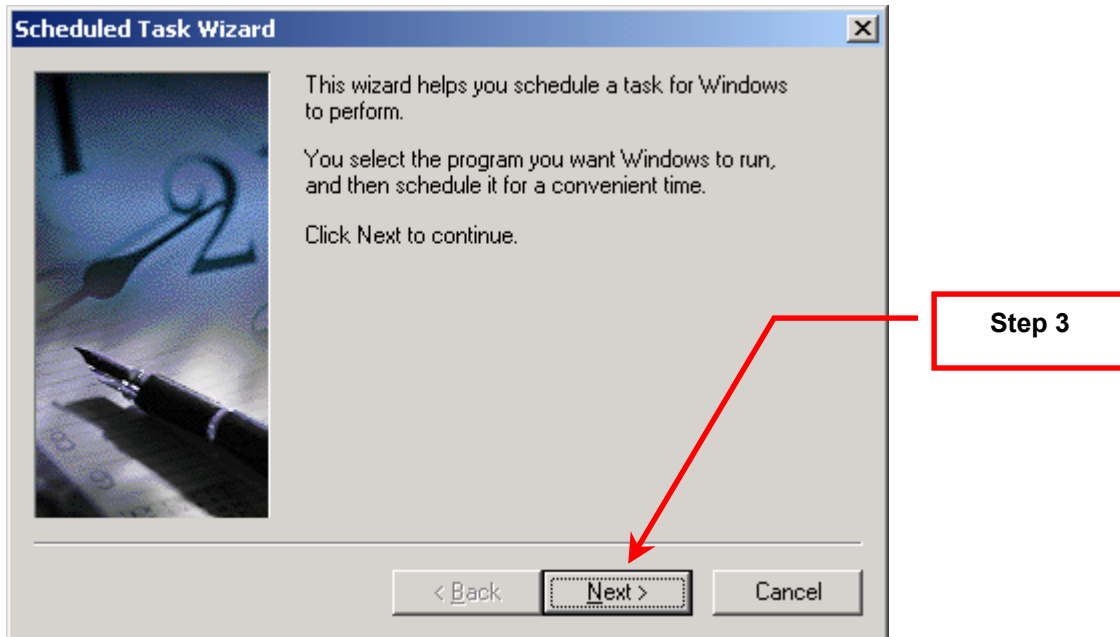 Scheduled Task Wizard
This wizard helps you schedule a task for Windows
to perform.
You select the program you want Windows to run,
and then schedule it for a convenient time.
Click Next to continue.
Step 3
< Back
Next >
Cancel